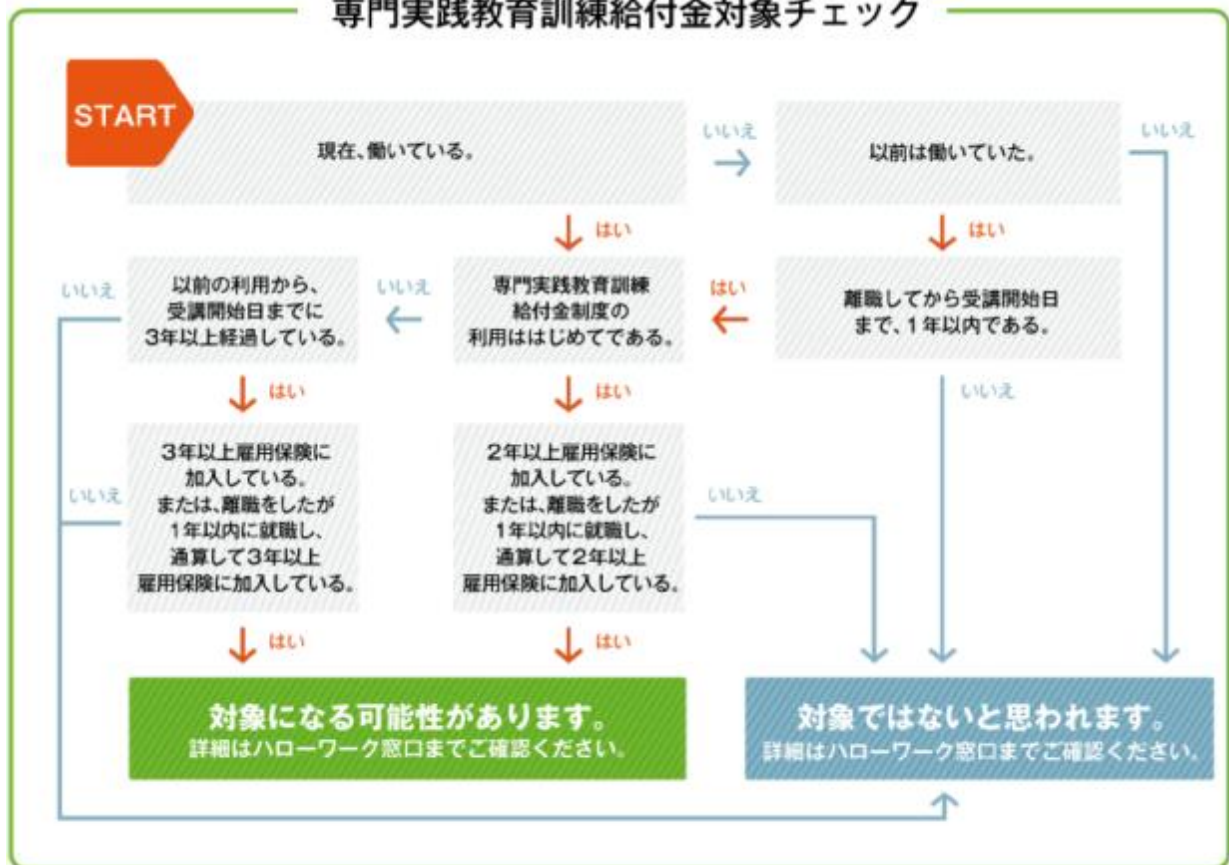 専門実践教育訓練給付金対象チェック
START
現在、働いている。
いいえ
以前は働いていた。
いいえ
はい
はい
いいえ
以前の利用から、
受講開始日までに
3年以上経過している。
いいえ
専門実践教育訓練
給付金制度の
利用ははじめてである。
はい
離職してから受講開始日
まで、1年以内である。
はい
はい
いいえ
いいえ
3年以上雇用保険に
加入している。
または、離職をしたが
1年以内に就職し、
通算して3年以上
雇用保険に加入している。
2年以上雇用保険に
加入している。
または、離職をしたが
1年以内に就職し、
通算して2年以上
雇用保険に加入している。
いいえ
はい
はい
対象になる可能性があります。
詳細はハローワーク窓口までご確認ください。
対象ではないと思われます。
詳細はハローワーク窓口までご確認ください。